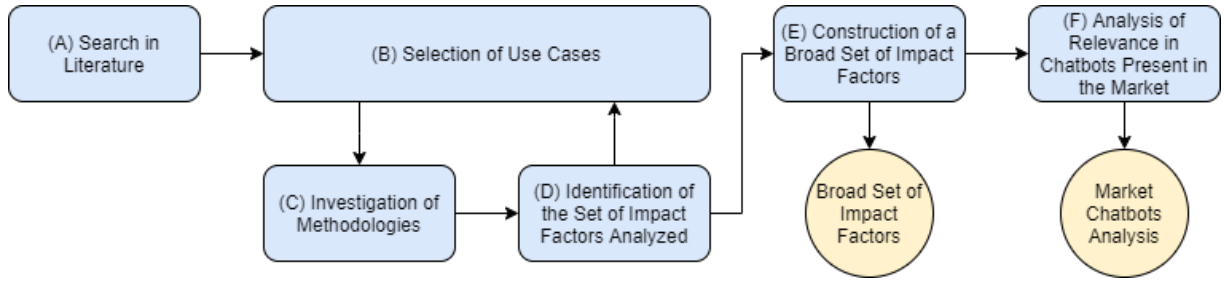 (A) Search in
Literature
(B) Selection of Use Cases
(C) Investigation of
Methodologies
(D) Identification of
the Set of Impact
Factors Analyzed
(E) Construction of a
Broad Set of Impact
Factors
(F) Analysis of
Relevance in
Chatbots Present in
the Market
Broad Set of
Impact
Factors
Market
Chatbots
Analysis